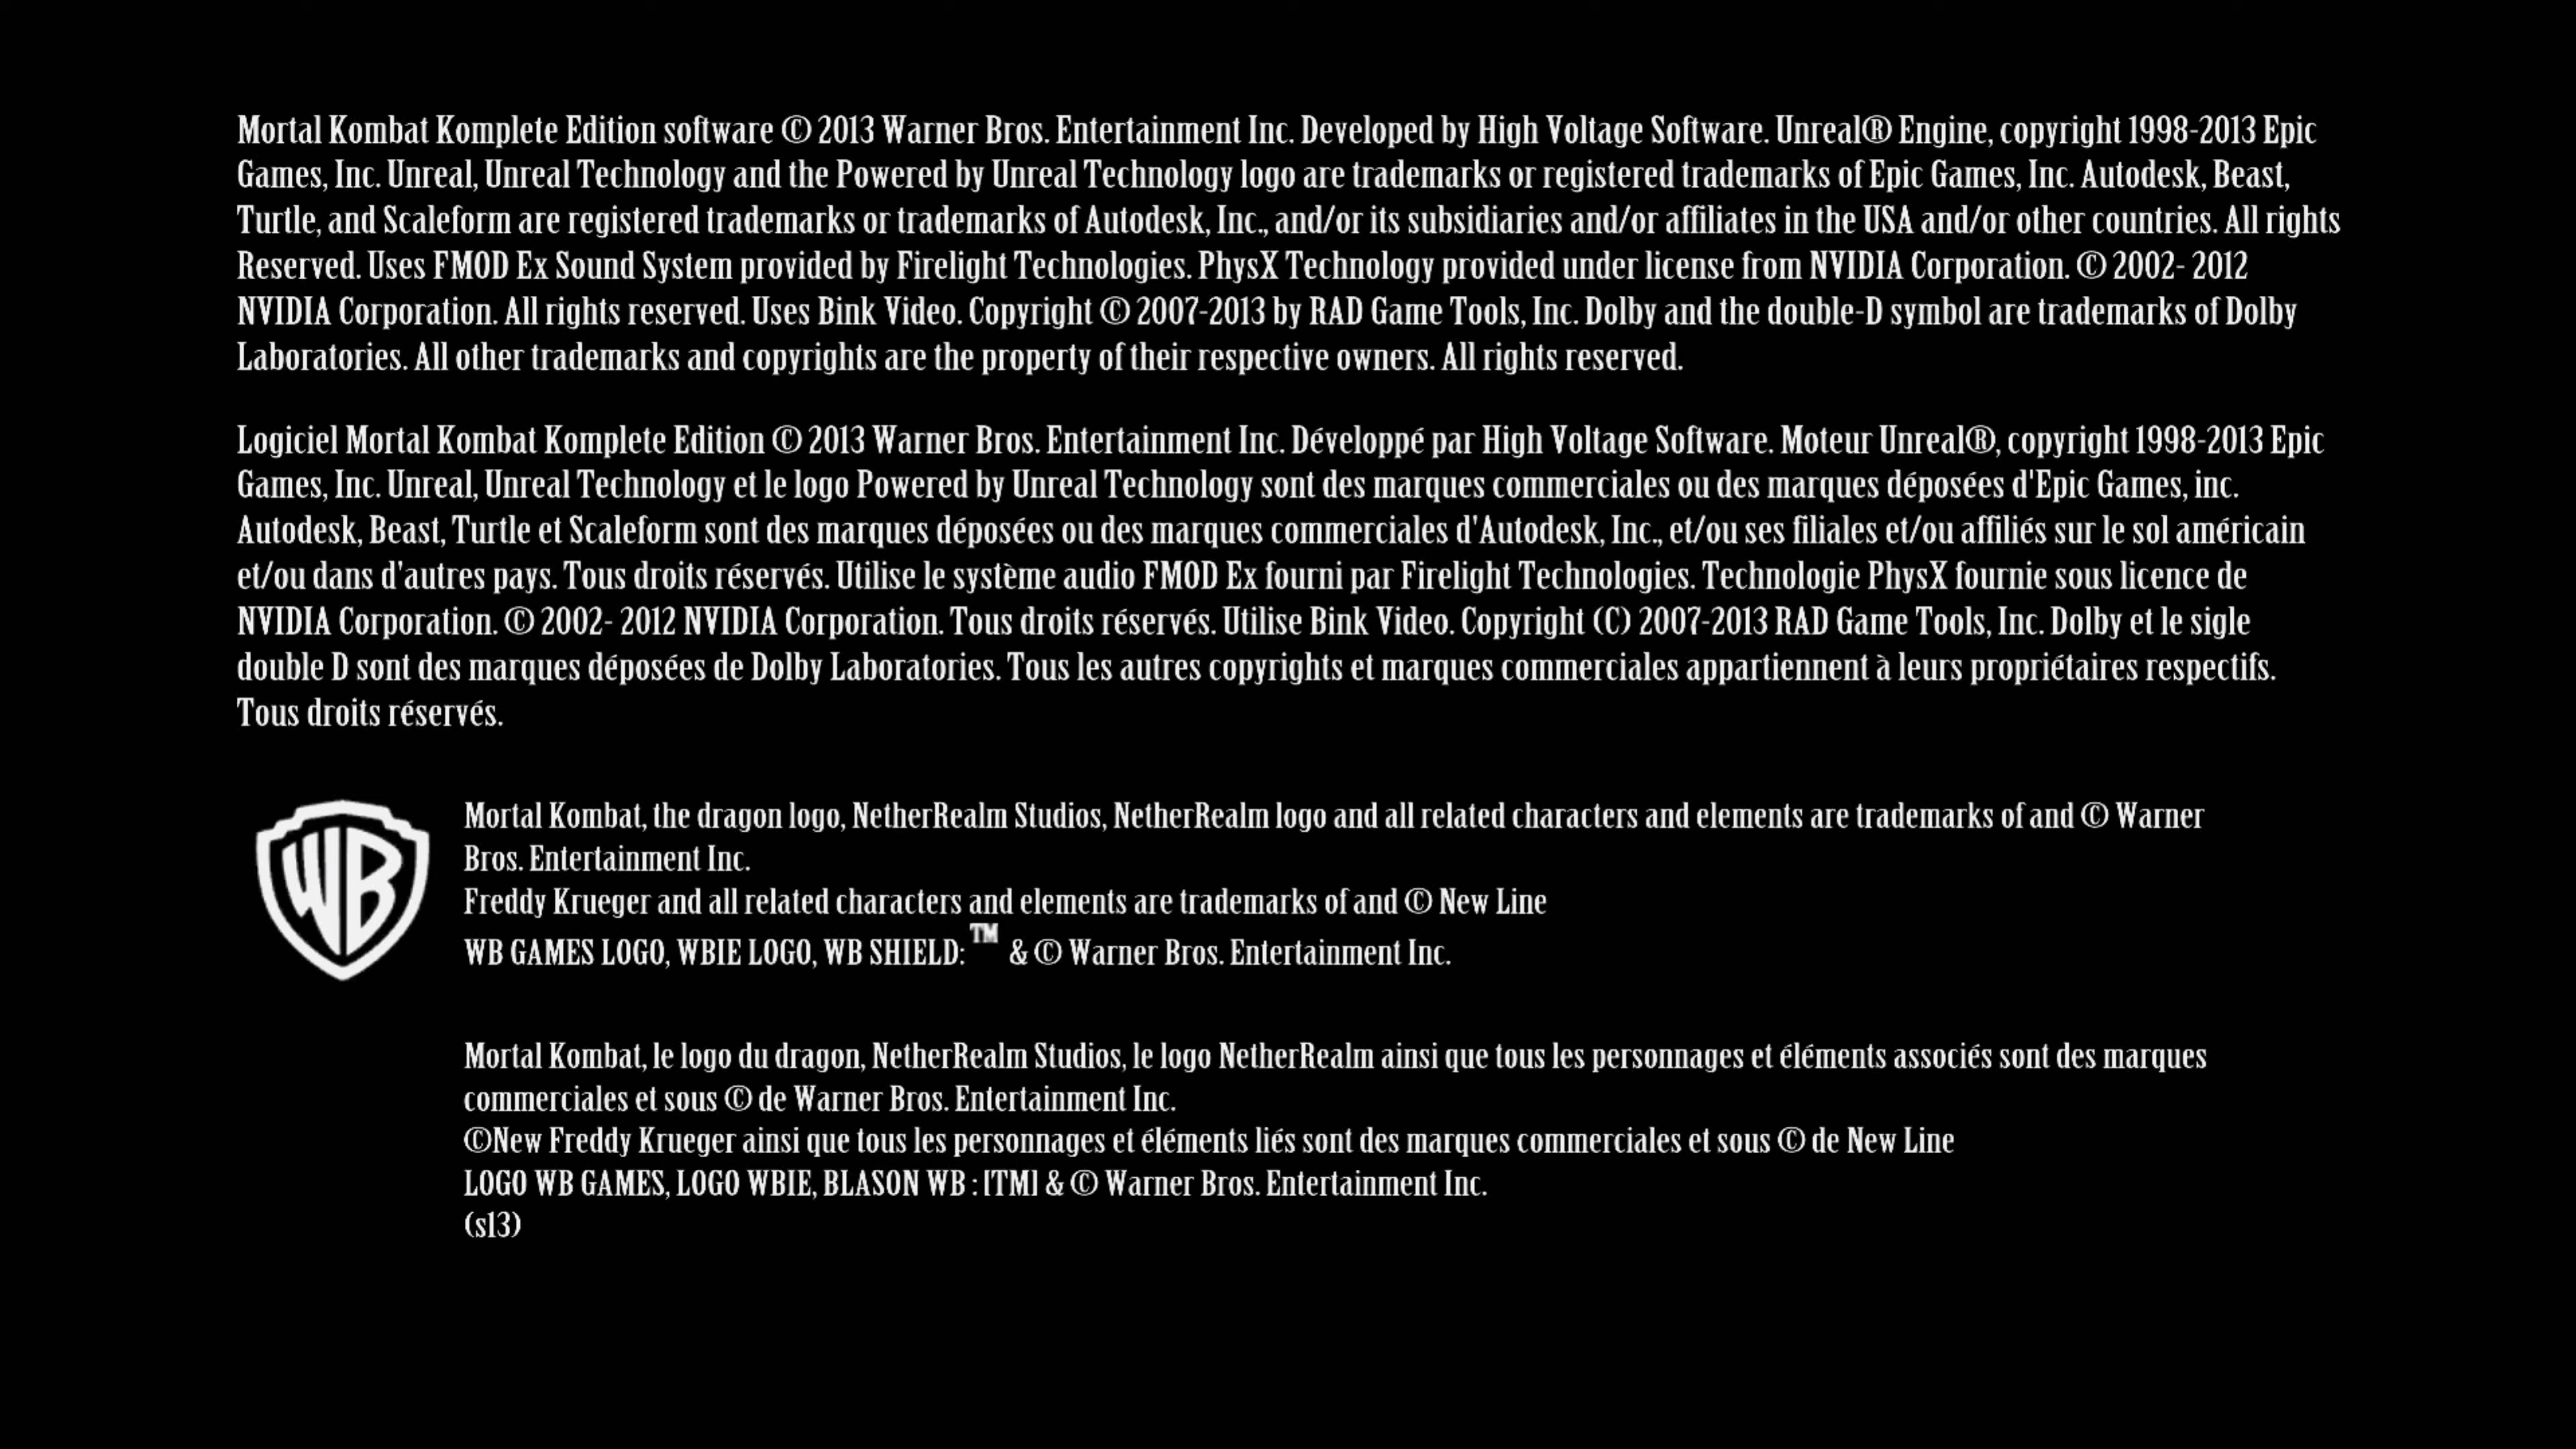 Mortal Kombat Komplete Edition software © 2013 Warner Bros. Entertainment Inc. Developed by High Voltage Software. Unreal® Engine, copyright 1998-2013 Epic
Games, Inc. Unreal, Unreal Technology and the Powered by Unreal Technology logo are trademarks or registered trademarks of Epic Games, Inc. Autodesk, Beast,
Turtle, and Scaleform are registered trademarks or trademarks of Autodesk, Inc., and/or its subsidiaries and/or affiliates in the USA and/or other countries. All rights
Reserved. Uses FMOD Ex Sound System provided by Firelight Technologies. PhysX Technology provided under license from NVIDIA Corporation. © 2002- 2012
NVIDIA Corporation. All rights reserved. Uses Bink Video. Copyright © 2007-2013 by RAD Game Tools, Inc. Dolby and the double-D symbol are trademarks of Dolby
Laboratories. All other trademarks and copyrights are the property of their respective owners. All rights reserved.
Logiciel Mortal Kombat Komplete Edition © 2013 Warner Bros. Entertainment Inc. Développé par High Voltage Software. Moteur Unreal®, copyright 1998-2013 Epic
Games, Inc. Unreal, Unreal Technology et le logo Powered by Unreal Technology sont des marques commerciales ou des marques déposées d'Epic Games, inc.
Autodesk, Beast, Turtle et Scaleform sont des marques déposées ou des marques commerciales d'Autodesk, Inc., et/ou ses filiales et/ou affiliés sur le sol américain
et/ou dans d'autres pays. Tous droits réservés. Utilise le système audio FMOD Ex fourni par Firelight Technologies. Technologie PhysX fournie sous licence de
NVIDIA Corporation. © 2002- 2012 NVIDIA Corporation. Tous droits réservés. Utilise Bink Video. Copyright (C) 2007-2013 RAD Game Tools, Inc. Dolby et le sigle
double D sont des marques déposées de Dolby Laboratories. Tous les autres copyrights et marques commerciales appartiennent à leurs propriétaires respectifs.
Tous droits réservés.
WB
Mortal Kombat, the dragon logo, NetherRealm Studios, NetherRealm logo and all related characters and elements are trademarks of and © Warner
Bros. Entertainment Inc.
Freddy Krueger and all related characters and elements are trademarks of and © New Line
WB GAMES LOGO, WBIE LOGO, WB SHIELD: ™ & © Warner Bros. Entertainment Inc.
Mortal Kombat, le logo du dragon, NetherRealm Studios, le logo NetherRealm ainsi que tous les personnages et éléments associés sont des marques
commerciales et sous © de Warner Bros. Entertainment Inc.
©New Freddy Krueger ainsi que tous les personnages et éléments liés sont des marques commerciales et sous © de New Line
LOGO WB GAMES, LOGO WBIE, BLASON WB : [TM] & © Warner Bros. Entertainment Inc.
(s13)